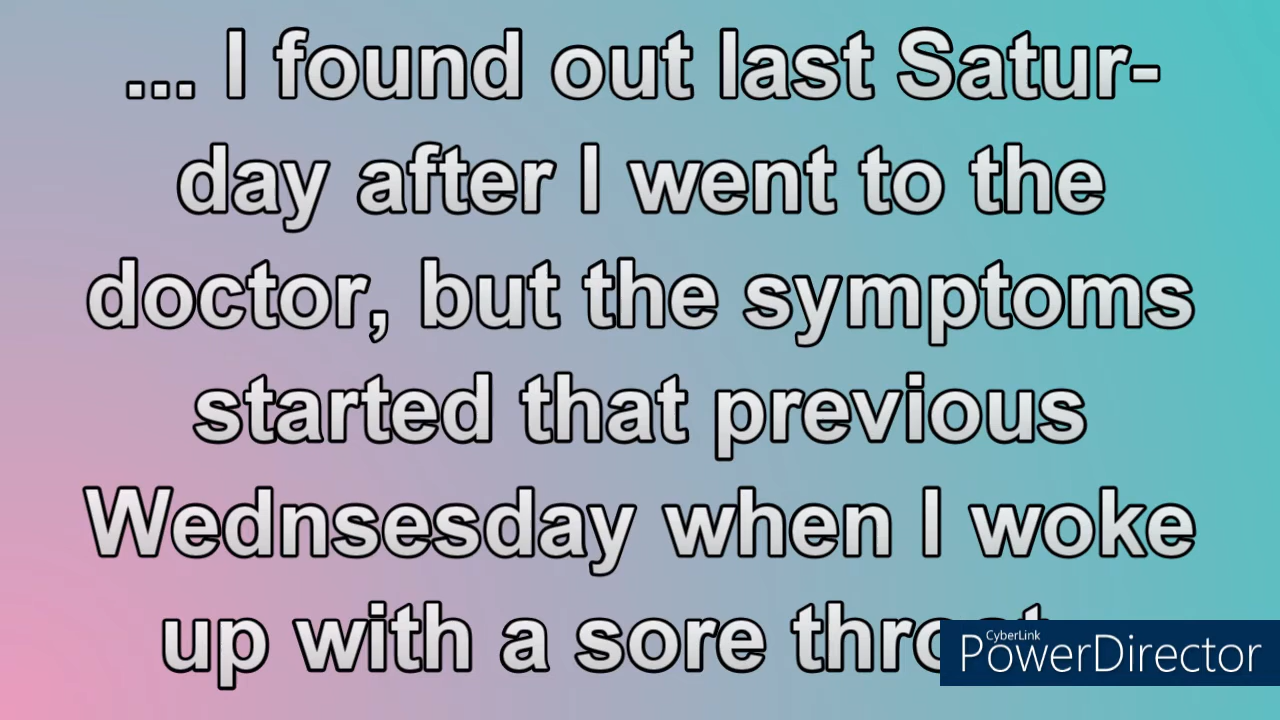 ... I found out last Satur-
day after I went to the
doctor, but the symptoms
started that previous
Wednsesday when I woke
up with a sore throat
CyberLink
PowerDirector